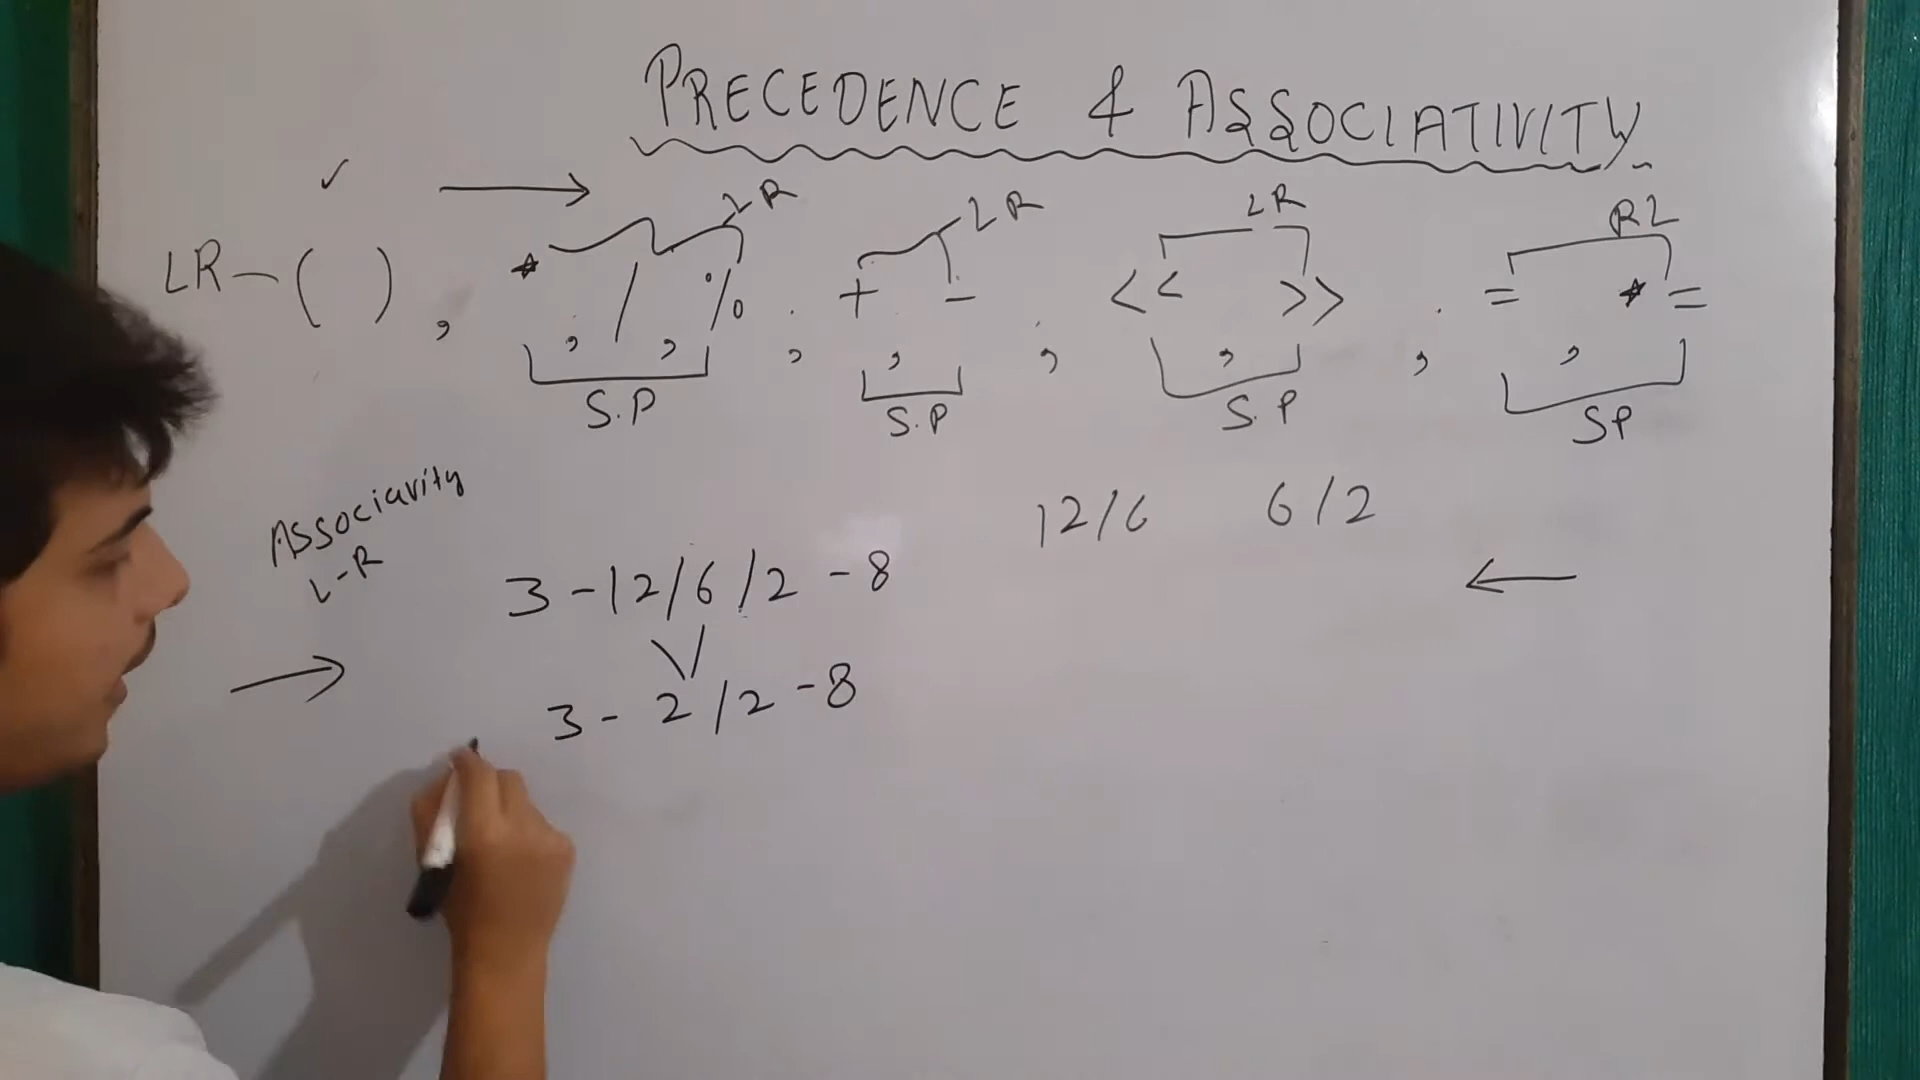 PRECEDENCE & ASSOCIATIVITY
LR LR LR RL
LR - ( ) , * , / , % , + , - , << , >> , = , *=
S.P S.P S.P SP
Associavity
L-R
12/6 6/2
3 - 12/6/2 - 8
3 - 2/2 - 8